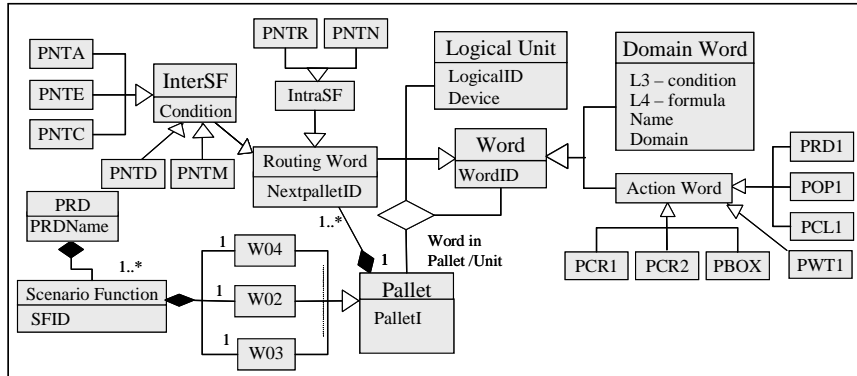 PNTA
PNTE
PNTC
InterSF
Condition
PNTD
PNTM
PNTR
PNTN
IntraSF
Routing Word
NextpalletID
Logical Unit
LogicalID
Device
Word
WordID
Domain Word
L3 – condition
L4 – formula
Name
Domain
Action Word
PRD1
POP1
PCL1
PCR1
PCR2
PBOX
PWT1
PRD
PRDName
1..*
Scenario Function
SFID
1
W04
1
W02
1
W03
1..*
1
Word in
Pallet /Unit
Pallet
PalletI